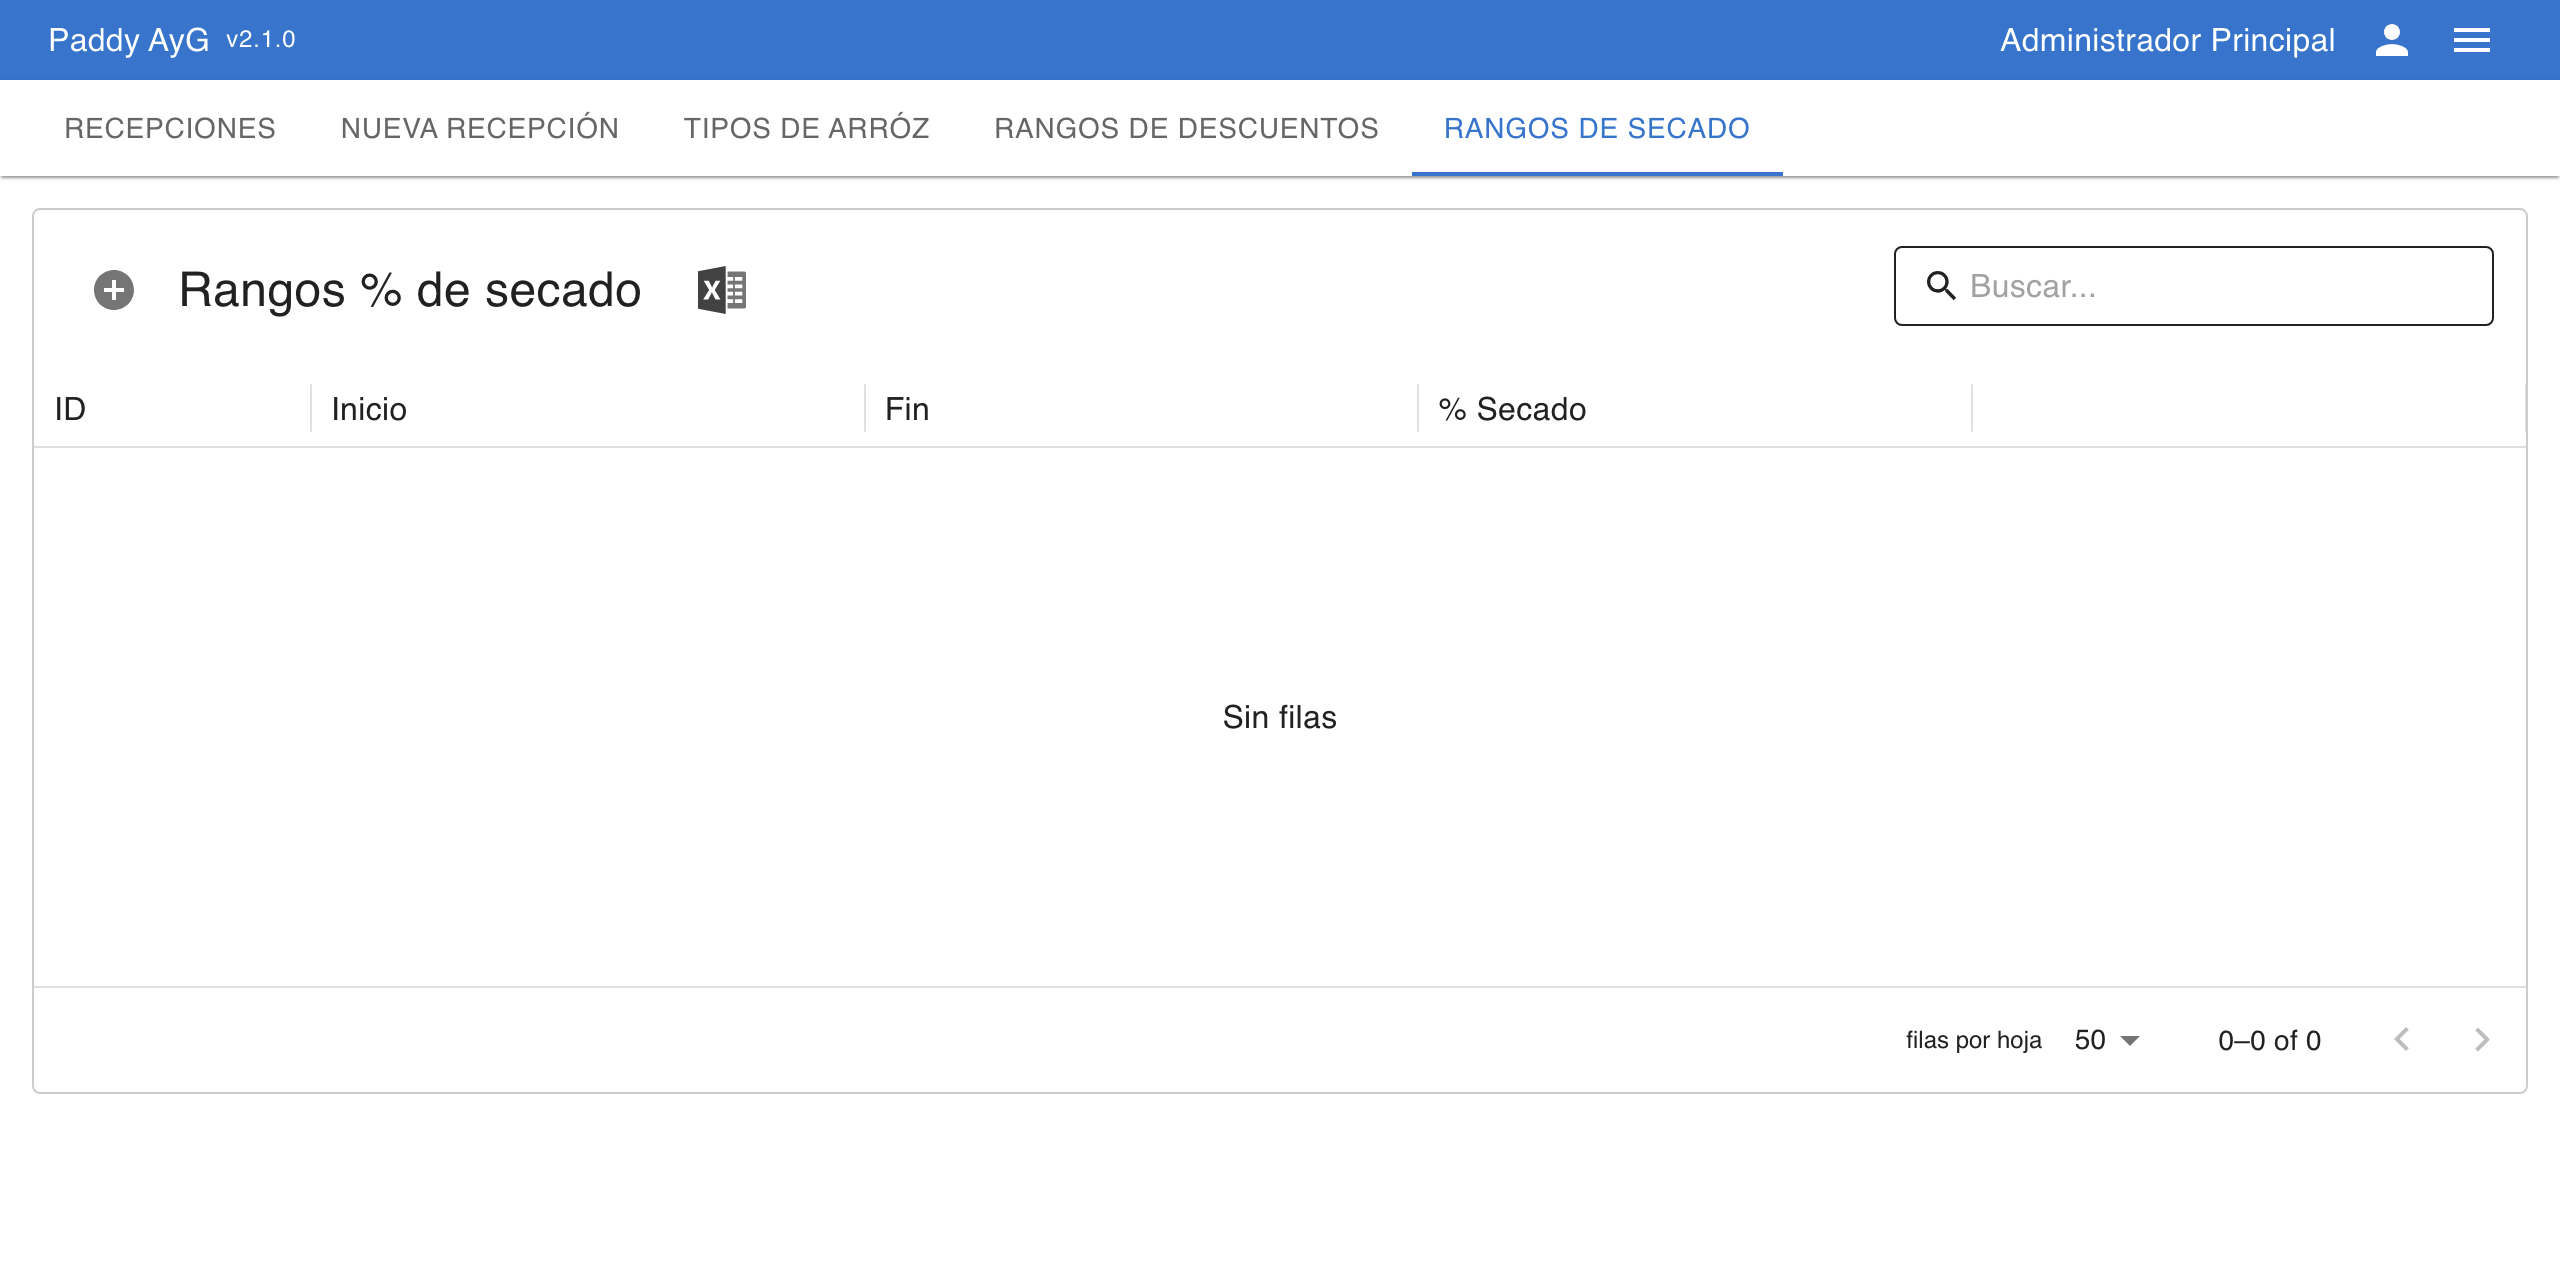 Paddy AyG v2.1.0 Administrador Principal
RECEPCIONES NUEVA RECEPCIÓN TIPOS DE ARRÓZ RANGOS DE DESCUENTOS RANGOS DE SECADO
Rangos % de secado Buscar...
ID Inicio Fin % Secado
Sin filas
filas por hoja 50 0–0 of 0